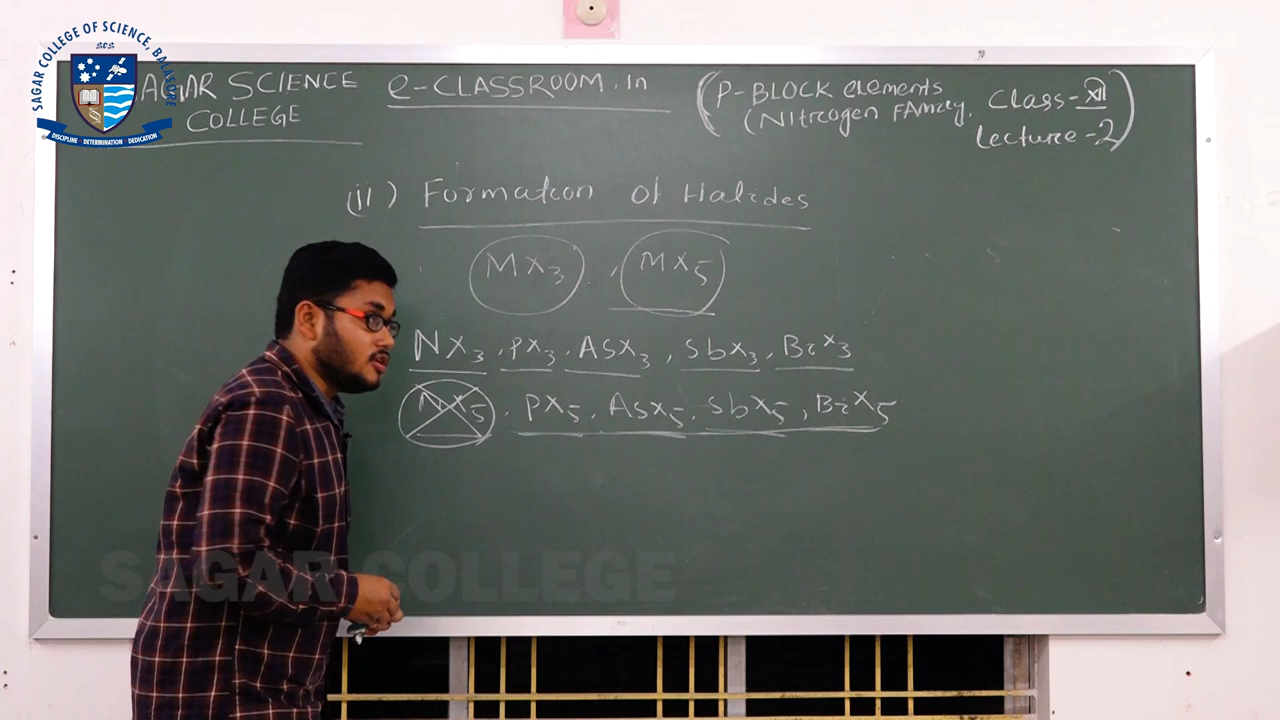 SAGAR COLLEGE OF SCIENCE, BALASORE
SCS
DISCIPLINE DETERMINATION DEDICATION
AGAR SCIENCE
COLLEGE
e-CLASSROOM.In
(P-BLOCK elements
(Nitrogen FAMily, Class-XII
Lecture-2)
(ii) Formation of Halides
MX3, MX5
NX3, PX3, AsX3, SbX3, BiX3
NX5, PX5, AsX5, SbX5, BiX5
SAGAR COLLEGE